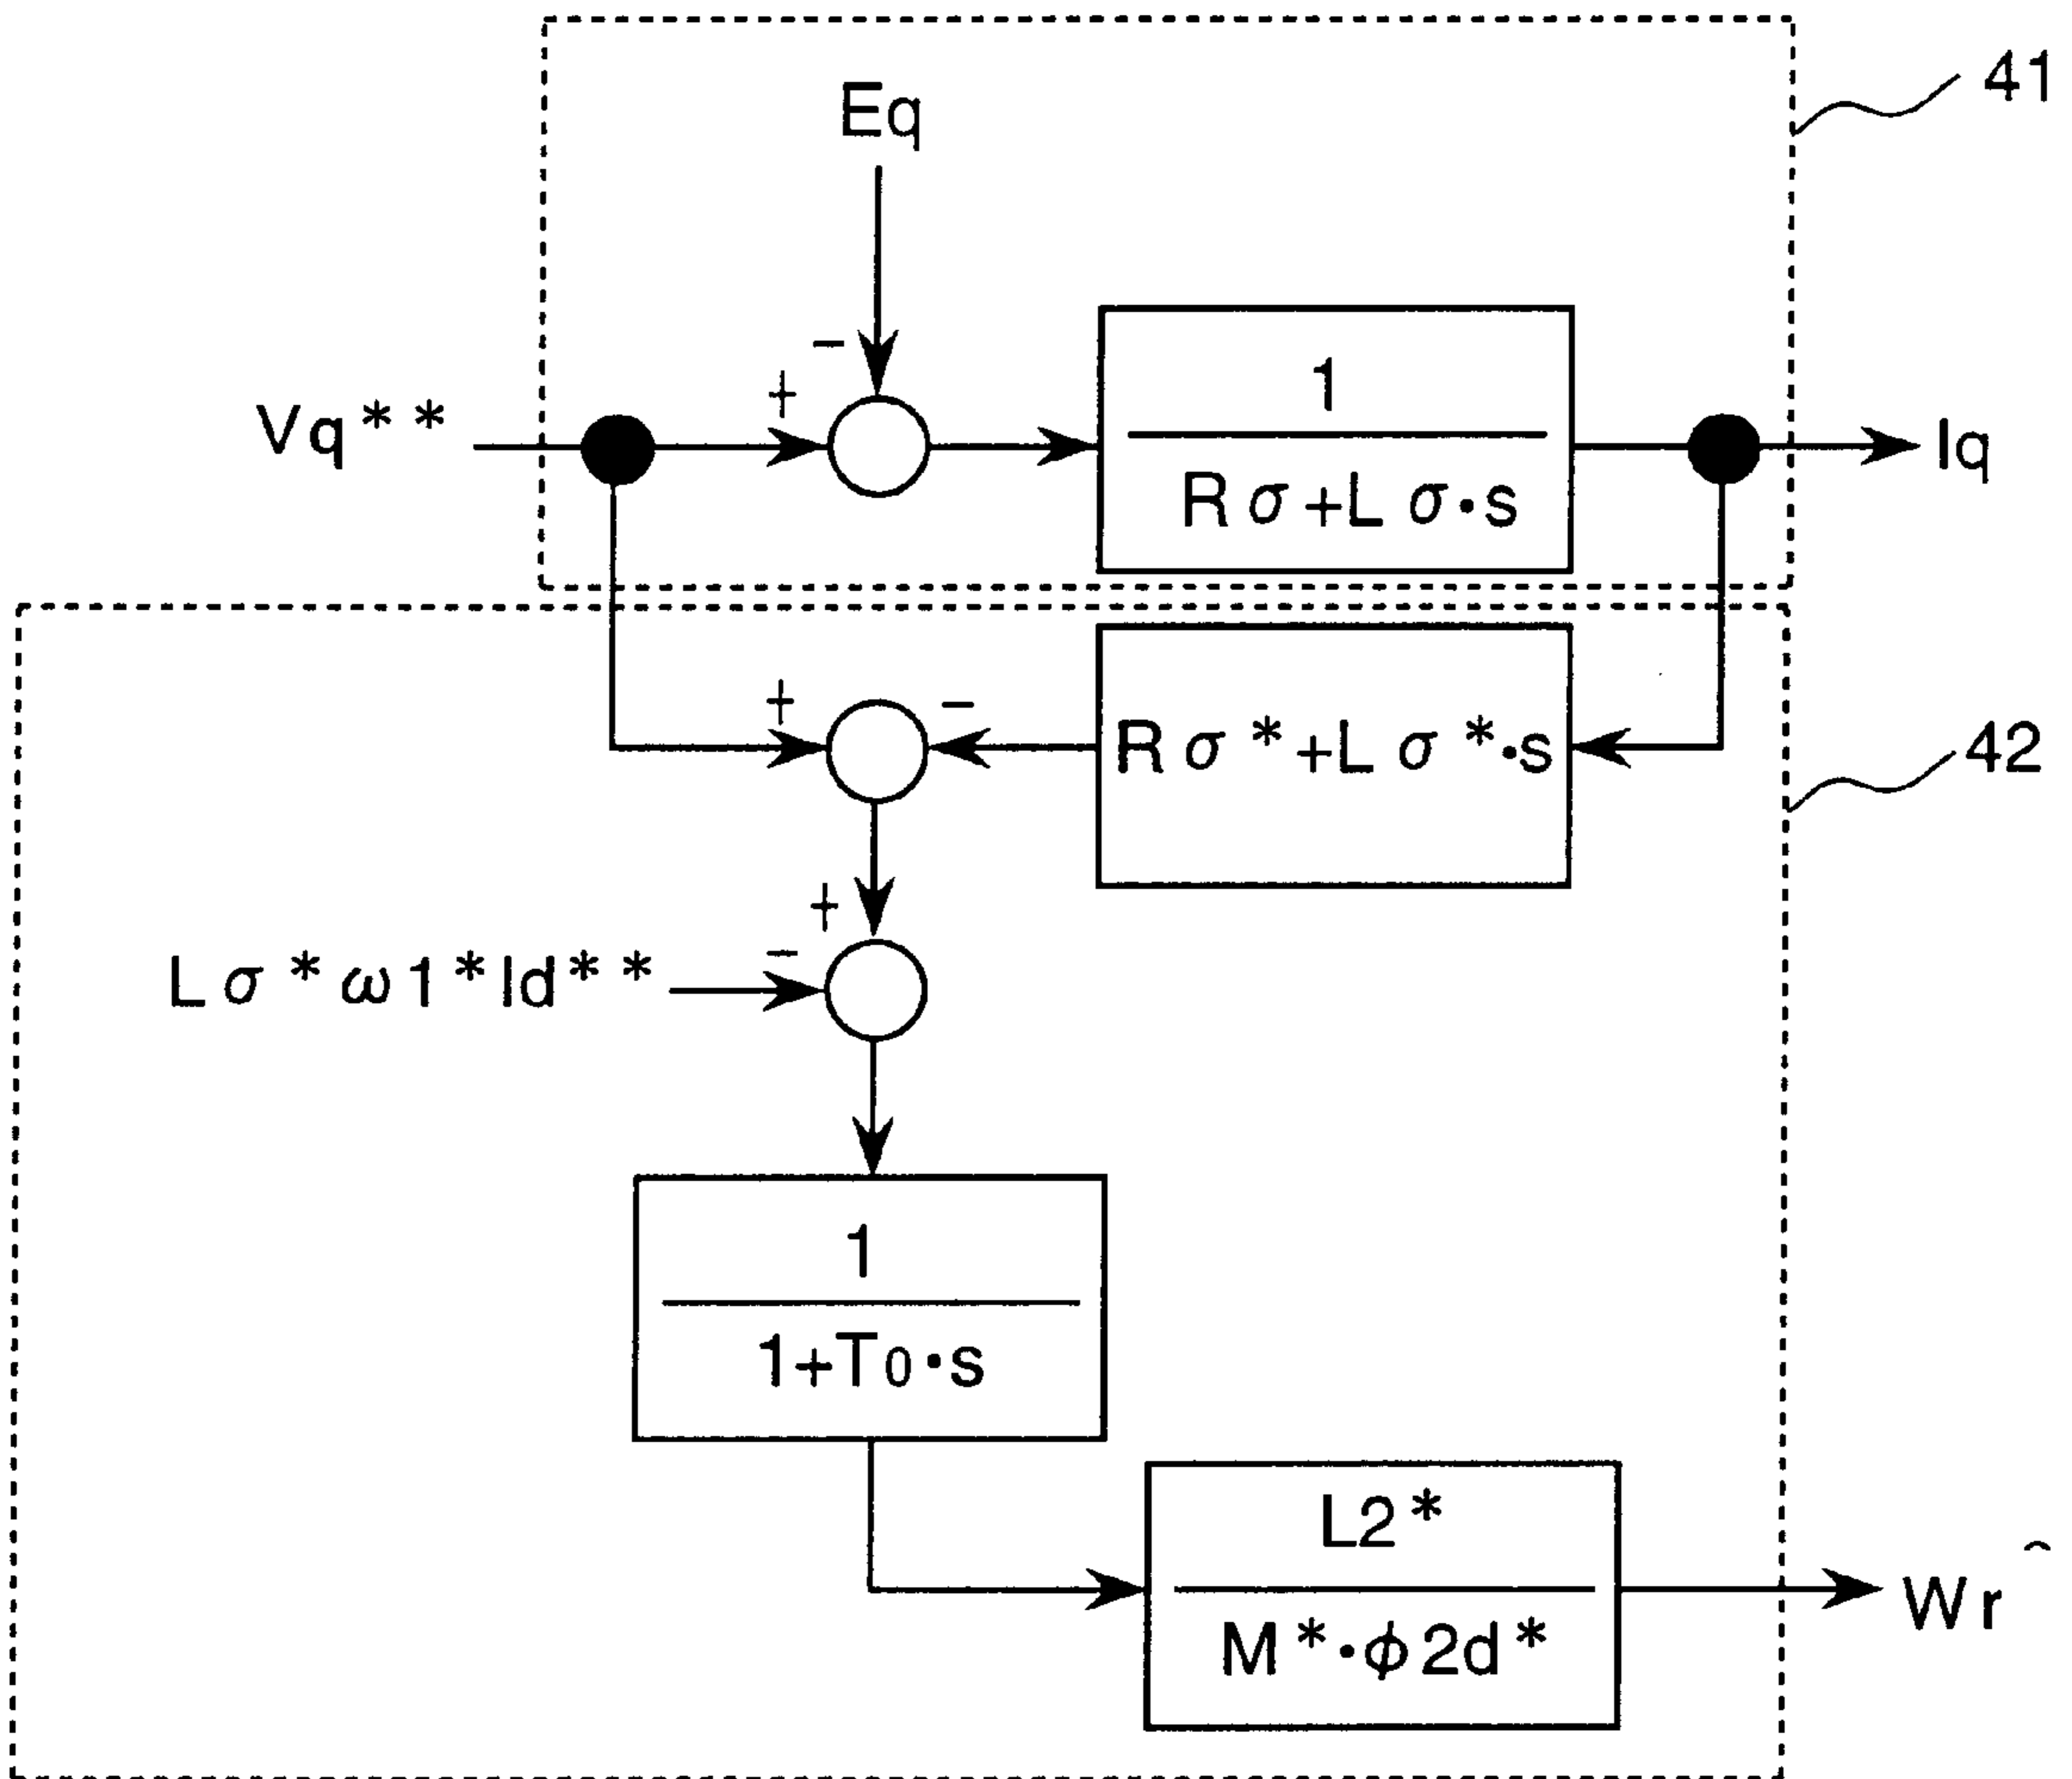 41
Eq
−
+
Vq**
1
Rσ+Lσ・s
Iq
+
−
Rσ*+Lσ*・s
42
+
−
Lσ*ω1*Id**
1
1+T0・s
L2*
M*・φ2d*
Wr^